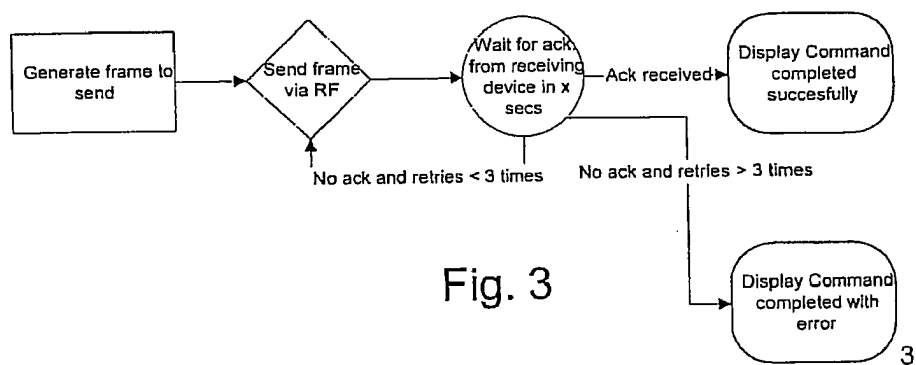 Generate frame to
send
Send frame
via RF
Wait for ack.
from receiving
device in x
secs
Ack received
Display Command
completed
succesfully
No ack and retries < 3 times
No ack and retries > 3 times
Display Command
completed with
error
Fig. 3
3